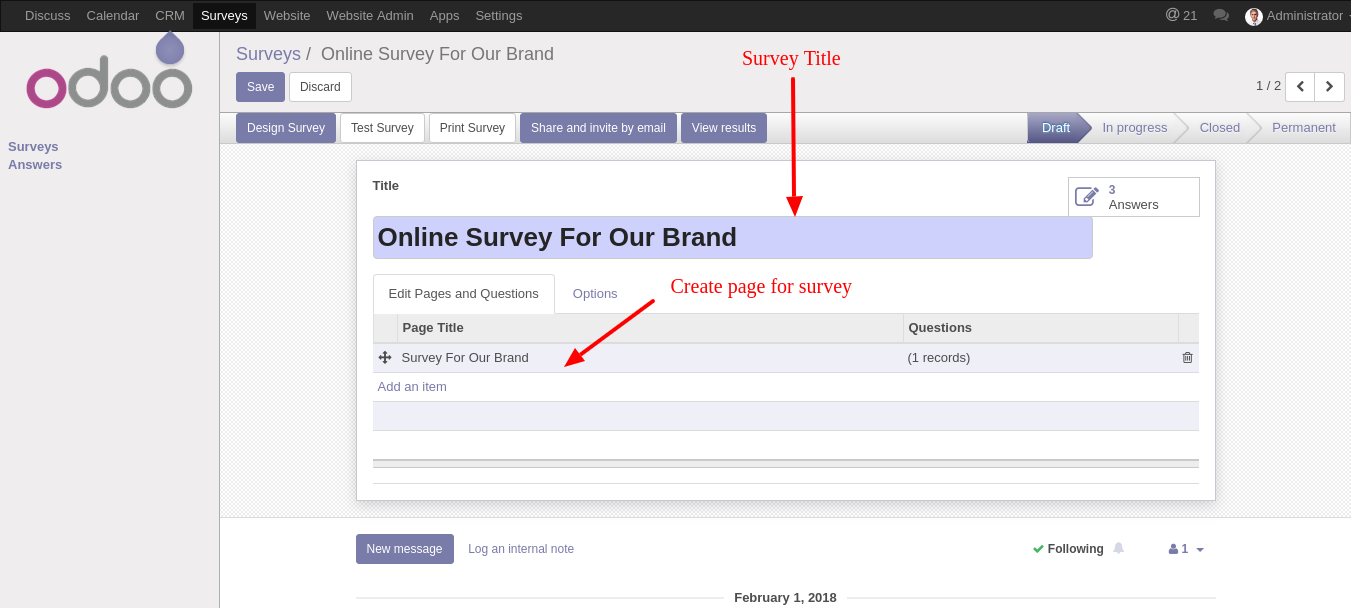 Discuss Calendar CRM Surveys Website Website Admin Apps Settings @ 21 Administrator
odoo
Surveys / Online Survey For Our Brand
Survey Title
Save Discard
1 / 2
Design Survey Test Survey Print Survey Share and invite by email View results Draft In progress Closed Permanent
Surveys
Answers
Title
3
Answers
Online Survey For Our Brand
Create page for survey
Edit Pages and Questions Options
Page Title Questions
Survey For Our Brand (1 records)
Add an item
New message Log an internal note Following 1
February 1, 2018